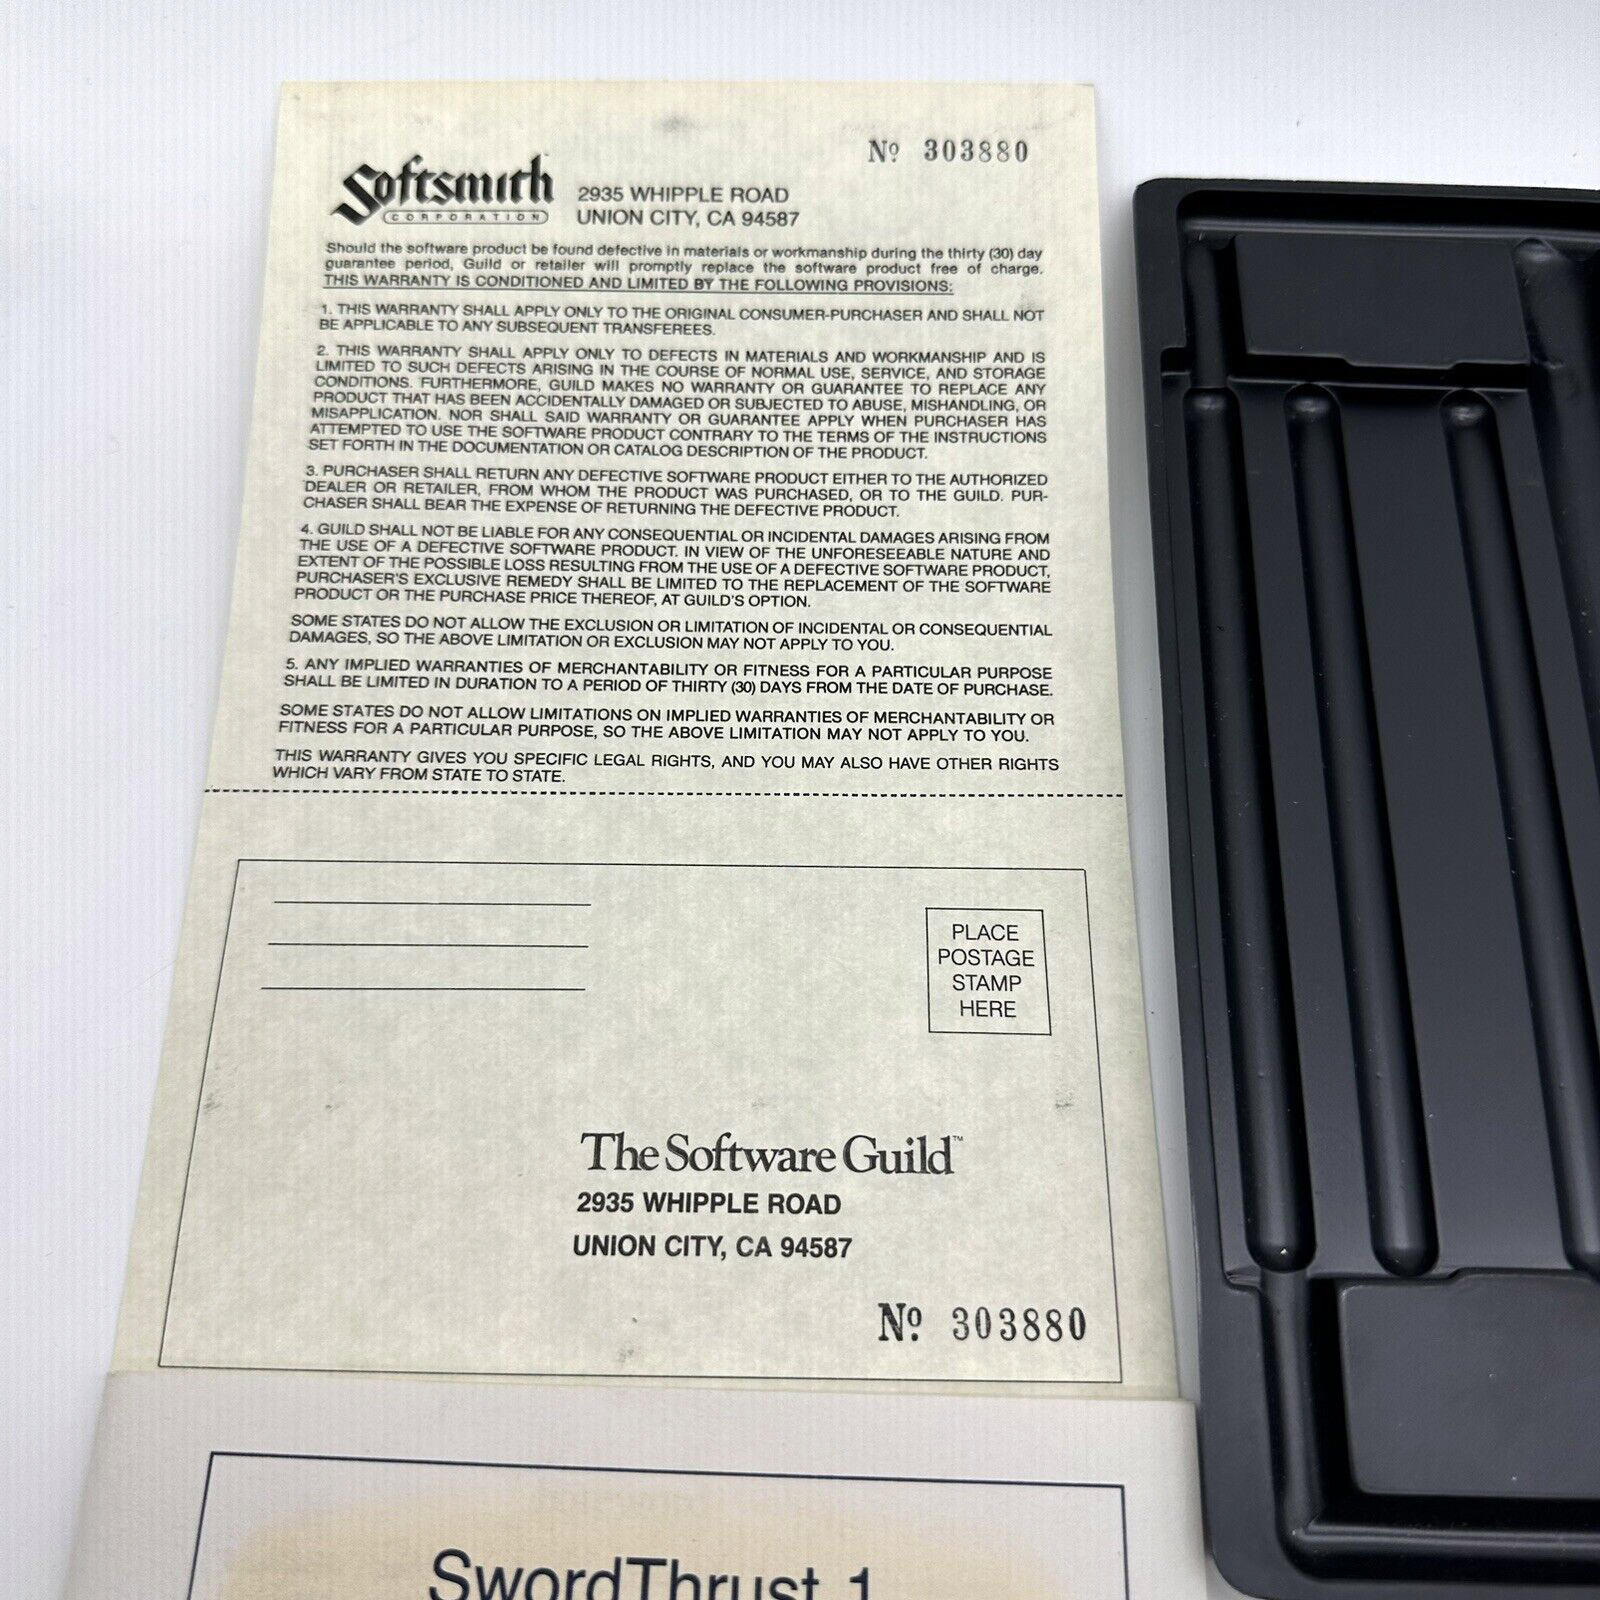 Nº 303880
Softsmith
CORPORATION
2935 WHIPPLE ROAD
UNION CITY, CA 94587
Should the software product be found defective in materials or workmanship during the thirty (30) day
guarantee period, Guild or retailer will promptly replace the software product free of charge.
THIS WARRANTY IS CONDITIONED AND LIMITED BY THE FOLLOWING PROVISIONS:
1. THIS WARRANTY SHALL APPLY ONLY TO THE ORIGINAL CONSUMER-PURCHASER AND SHALL NOT
BE APPLICABLE TO ANY SUBSEQUENT TRANSFEREES.
2. THIS WARRANTY SHALL APPLY ONLY TO DEFECTS IN MATERIALS AND WORKMANSHIP AND IS
LIMITED TO SUCH DEFECTS ARISING IN THE COURSE OF NORMAL USE, SERVICE, AND STORAGE
CONDITIONS. FURTHERMORE, GUILD MAKES NO WARRANTY OR GUARANTEE TO REPLACE ANY
PRODUCT THAT HAS BEEN ACCIDENTALLY DAMAGED OR SUBJECTED TO ABUSE, MISHANDLING, OR
MISAPPLICATION. NOR SHALL SAID WARRANTY OR GUARANTEE APPLY WHEN PURCHASER HAS
ATTEMPTED TO USE THE SOFTWARE PRODUCT CONTRARY TO THE TERMS OF THE INSTRUCTIONS
SET FORTH IN THE DOCUMENTATION OR CATALOG DESCRIPTION OF THE PRODUCT.
3. PURCHASER SHALL RETURN ANY DEFECTIVE SOFTWARE PRODUCT EITHER TO THE AUTHORIZED
DEALER OR RETAILER, FROM WHOM THE PRODUCT WAS PURCHASED, OR TO THE GUILD. PUR-
CHASER SHALL BEAR THE EXPENSE OF RETURNING THE DEFECTIVE PRODUCT.
4. GUILD SHALL NOT BE LIABLE FOR ANY CONSEQUENTIAL OR INCIDENTAL DAMAGES ARISING FROM
THE USE OF A DEFECTIVE SOFTWARE PRODUCT. IN VIEW OF THE UNFORESEEABLE NATURE AND
EXTENT OF THE POSSIBLE LOSS RESULTING FROM THE USE OF A DEFECTIVE SOFTWARE PRODUCT,
PURCHASER'S EXCLUSIVE REMEDY SHALL BE LIMITED TO THE REPLACEMENT OF THE SOFTWARE
PRODUCT OR THE PURCHASE PRICE THEREOF, AT GUILD'S OPTION.
SOME STATES DO NOT ALLOW THE EXCLUSION OR LIMITATION OF INCIDENTAL OR CONSEQUENTIAL
DAMAGES, SO THE ABOVE LIMITATION OR EXCLUSION MAY NOT APPLY TO YOU.
5. ANY IMPLIED WARRANTIES OF MERCHANTABILITY OR FITNESS FOR A PARTICULAR PURPOSE
SHALL BE LIMITED IN DURATION TO A PERIOD OF THIRTY (30) DAYS FROM THE DATE OF PURCHASE.
SOME STATES DO NOT ALLOW LIMITATIONS ON IMPLIED WARRANTIES OF MERCHANTABILITY OR
FITNESS FOR A PARTICULAR PURPOSE, SO THE ABOVE LIMITATION MAY NOT APPLY TO YOU.
THIS WARRANTY GIVES YOU SPECIFIC LEGAL RIGHTS, AND YOU MAY ALSO HAVE OTHER RIGHTS
WHICH VARY FROM STATE TO STATE.
PLACE
POSTAGE
STAMP
HERE
The Software Guild™
2935 WHIPPLE ROAD
UNION CITY, CA 94587
Nº 303880
SwordThrust 1